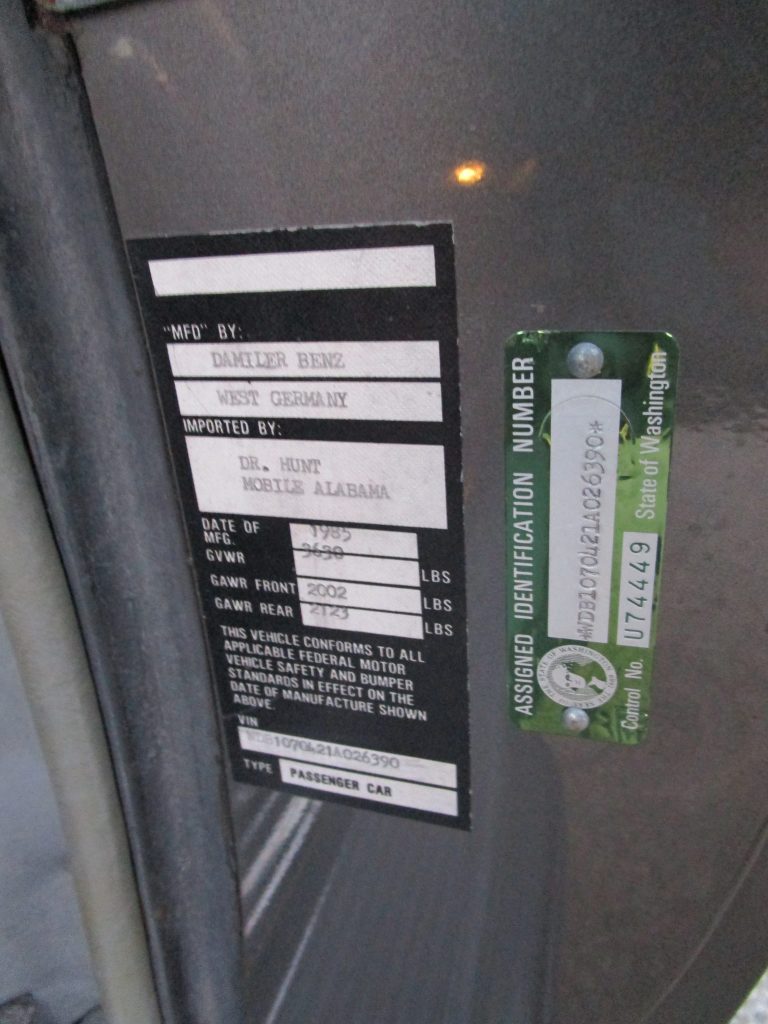 "MFD" BY:
DAMILER BENZ
WEST GERMANY
IMPORTED BY:
DR. HUNT
MOBILE ALABAMA
DATE OF MFG. 1985
GVWR 3630 LBS
GAWR FRONT 2002 LBS
GAWR REAR 2123 LBS
THIS VEHICLE CONFORMS TO ALL
APPLICABLE FEDERAL MOTOR
VEHICLE SAFETY AND BUMPER
STANDARDS IN EFFECT ON THE
DATE OF MANUFACTURE SHOWN
ABOVE.
VIN
WDB1070421A026390
TYPE PASSENGER CAR
ASSIGNED IDENTIFICATION NUMBER
*WDB1070421A026390*
Control No. U74449 State of Washington